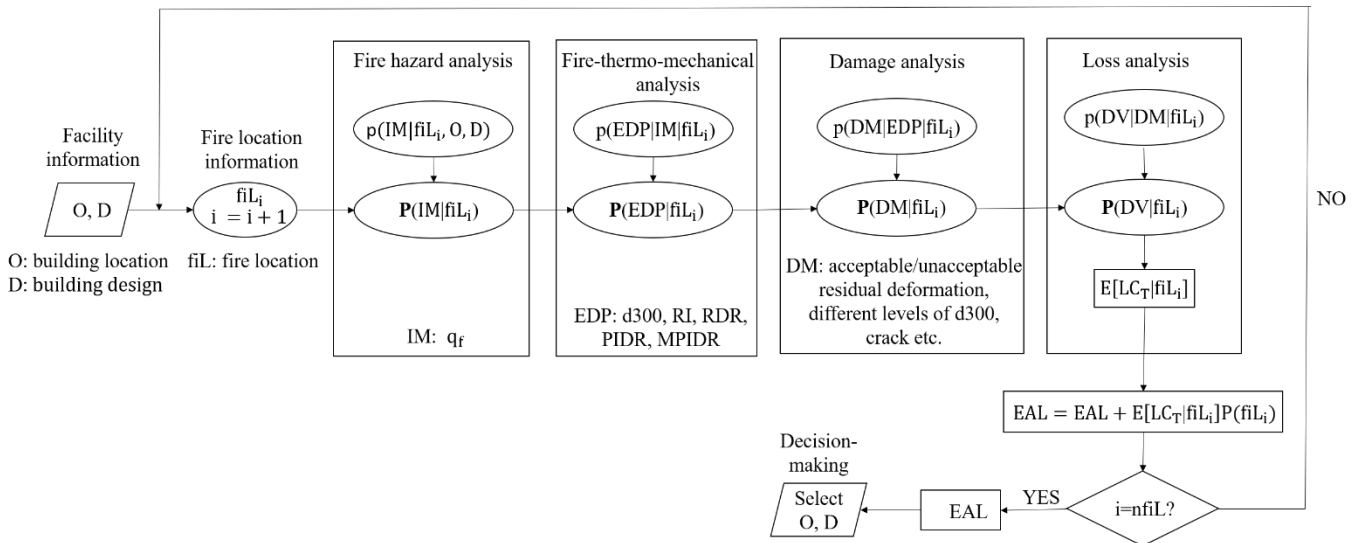 Facility
information
O, D
O: building location
D: building design
Fire location
information
fiLᵢ
i = i + 1
fiL: fire location
Fire hazard analysis
p(IM|fiLᵢ, O, D)
P(IM|fiLᵢ)
IM: q_f
Fire-thermo-mechanical
analysis
p(EDP|IM|fiLᵢ)
P(EDP|fiLᵢ)
EDP: d300, RI, RDR,
PIDR, MPIDR
Damage analysis
p(DM|EDP|fiLᵢ)
P(DM|fiLᵢ)
DM: acceptable/unacceptable
residual deformation,
different levels of d300,
crack etc.
Loss analysis
p(DV|DM|fiLᵢ)
P(DV|fiLᵢ)
E[LC_T|fiLᵢ]
NO
EAL = EAL + E[LC_T|fiLᵢ]P(fiLᵢ)
i=nfiL?
YES
EAL
Decision-
making
Select
O, D